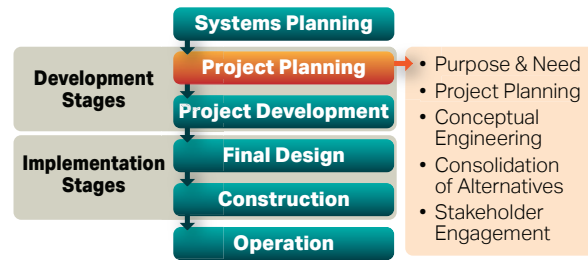 Systems Planning
Development
Stages
Project Planning
Project Development
Implementation
Stages
Final Design
Construction
Operation
• Purpose & Need
• Project Planning
• Conceptual
Engineering
• Consolidation
of Alternatives
• Stakeholder
Engagement